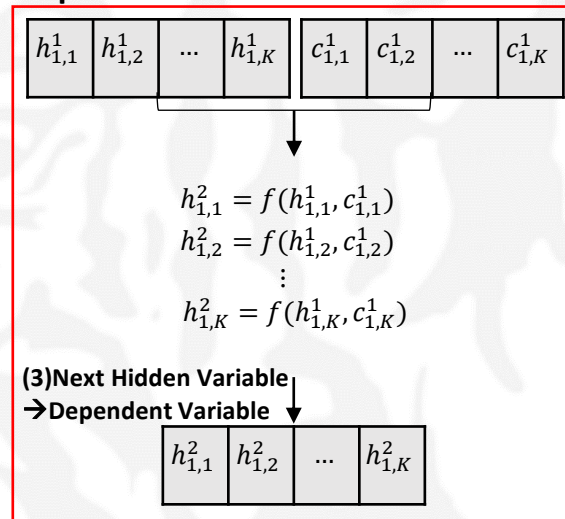 h^1_{1,1} h^1_{1,2} ... h^1_{1,K} c^1_{1,1} c^1_{1,2} ... c^1_{1,K}
h^2_{1,1} = f(h^1_{1,1}, c^1_{1,1})
h^2_{1,2} = f(h^1_{1,2}, c^1_{1,2})
⋮
h^2_{1,K} = f(h^1_{1,K}, c^1_{1,K})
(3)Next Hidden Variable
→Dependent Variable
h^2_{1,1} h^2_{1,2} ... h^2_{1,K}